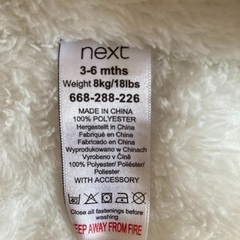 next
3-6 mths
Weight 8kg/18lbs
668-288-226
MADE IN CHINA
100% POLYESTER
Hergestellt in China
Fabriqué en Chine
Fabricado en China
Wyprodukowano w Chinach
Vyrobeno v Číně
100% Polyester/Poliéster/
Poliester
WITH ACCESSORY
Close all fastenings before
washing
KEEP AWAY FROM FIRE